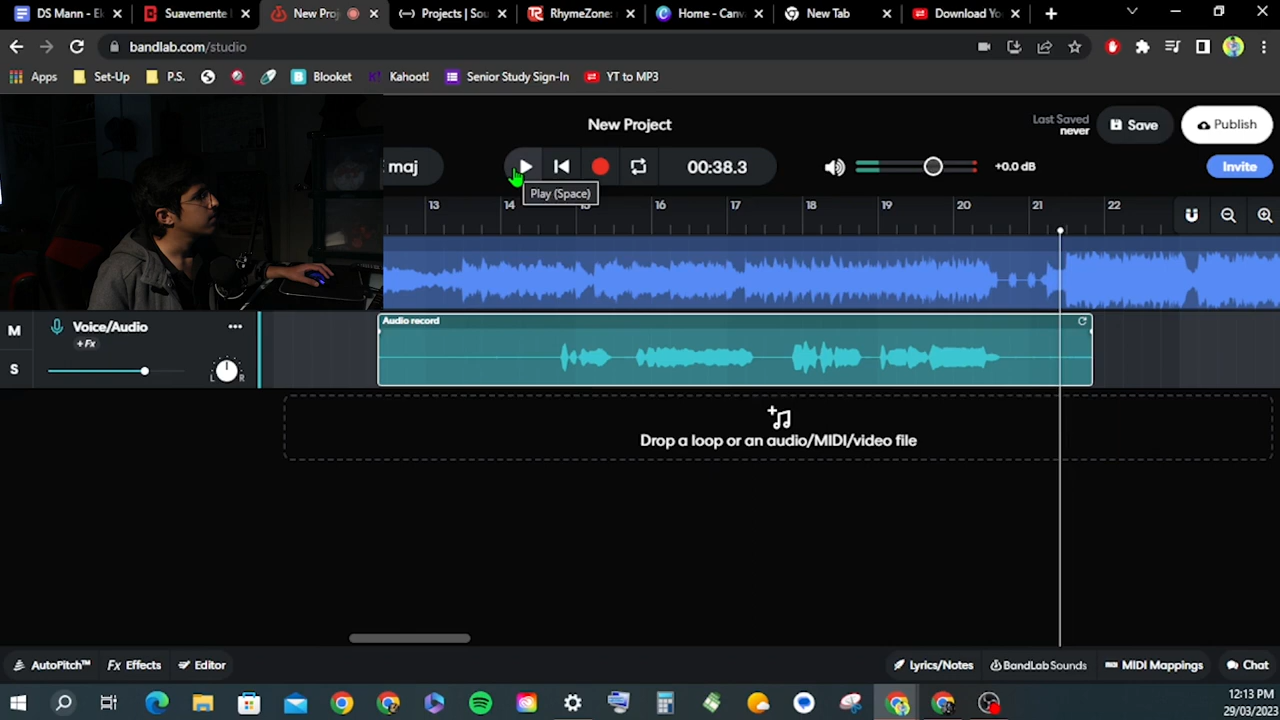 DS Mann - Ek
Suavemente
New Proj
Projects | Sou
RhymeZone:
Home - Canv
New Tab
Download Yo
bandlab.com/studio
Apps
Set-Up
P.S.
Blooket
Kahoot!
Senior Study Sign-In
YT to MP3
New Project
Last Saved
never
Save
Publish
maj
00:38.3
+0.0 dB
Invite
Play (Space)
13
14
15
16
17
18
19
20
21
22
M
Voice/Audio
+Fx
S
L
R
Audio record
Drop a loop or an audio/MIDI/video file
AutoPitch™
Fx Effects
Editor
Lyrics/Notes
BandLab Sounds
MIDI Mappings
Chat
12:13 PM
29/03/2023